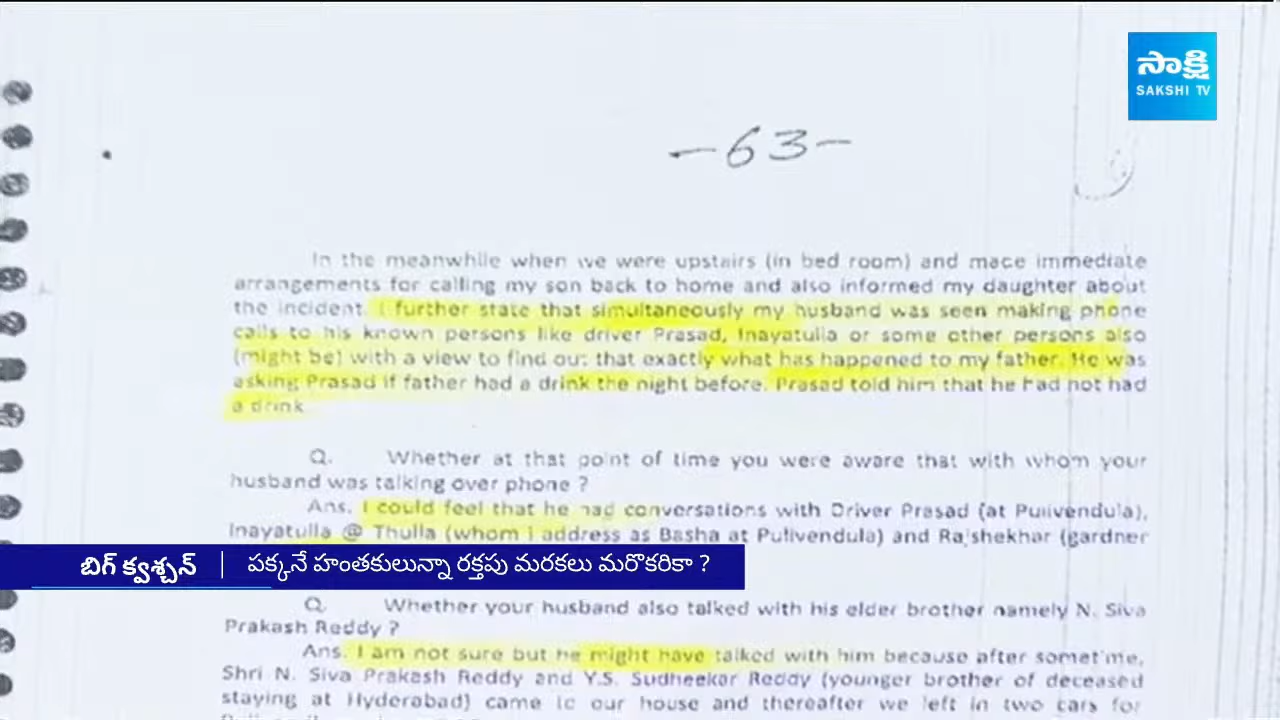 సాక్షి
SAKSHI TV
-63-
In the meanwhile when we were upstairs (in bed room) and mace immediate
arrangements for calling my son back to home and also informed my daughter about
the incident. I further state that simultaneously my husband was seen making phone
calls to his known persons like driver Prasad, Inayatulla or some other persons also
(might be) with a view to find out that exactly what has happened to my father. He was
asking Prasad if father had a drink the night before. Prasad told him that he had not had
a drink
Q. Whether at that point of time you were aware that with whom your
husband was talking over phone ?
Ans. I could feel that he had conversations with Driver Prasad (at Pulivendula),
Inayatulla @ Thulla (whom I address as Basha at Pulivendula) and Rajshekhar (gardner
బిగ్ క్వశ్చన్ | పక్కనే హంతకులున్నా రక్తపు మరకలు మరొకరికా ?
Q Whether your husband also talked with his elder brother namely N. Siva
Prakash Reddy ?
Ans. I am not sure but he might have talked with him because after sometime,
Shri N. Siva Prakash Reddy and Y.S. Sudheekar Reddy (younger brother of deceased
staying at Hyderabad) came to our house and thereafter we left in two cars for